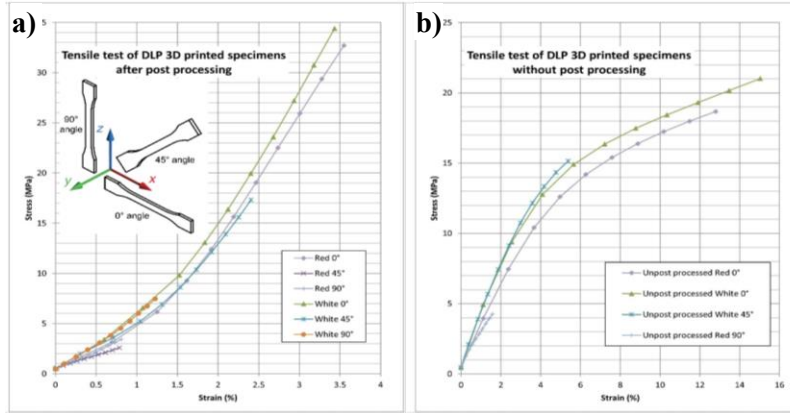 a)
Tensile test of DLP 3D printed specimens
after post processing
90°
angle
z
45° angle
y
x
0° angle
Stress (MPa)
5
30
25
20
15
10
5
0
0
0.5
1
1.5
2
2.5
3
3.5
4
Strain (%)
Red 0°
Red 45°
Red 90°
White 0°
White 45°
White 90°
b)
Tensile test of DLP 3D printed specimens
without post processing
Stress (MPa)
25
20
15
10
5
0
0
2
4
6
8
10
12
14
16
Strain (%)
Unpost processed Red 0°
Unpost processed White 0°
Unpost processed White 45°
Unpost processed Red 90°